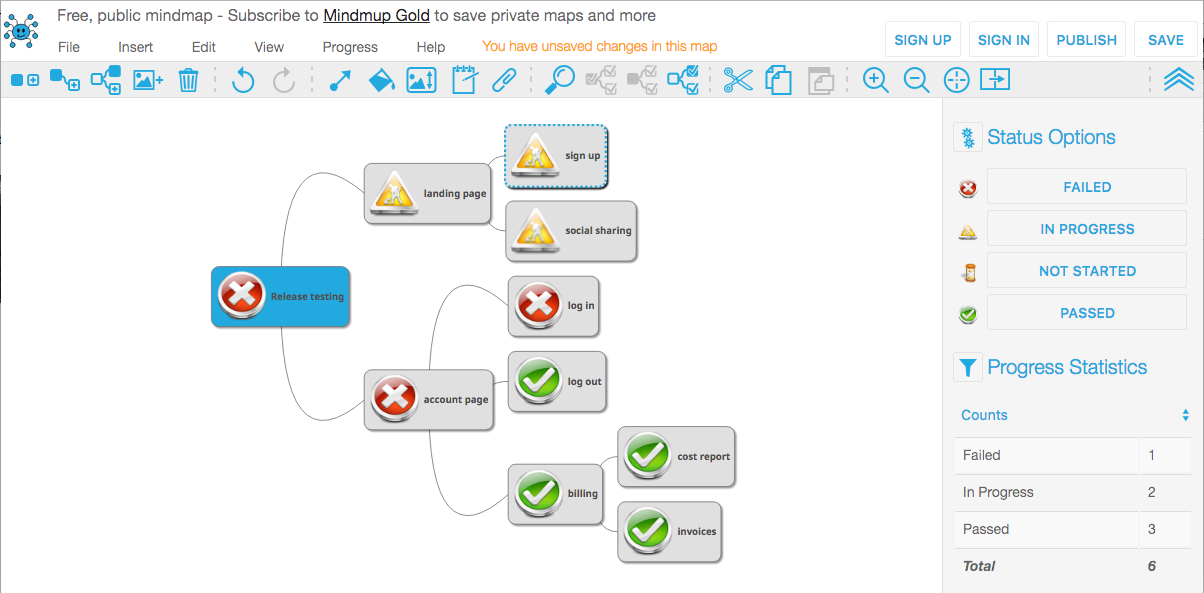 Free, public mindmap - Subscribe to Mindmup Gold to save private maps and more
File Insert Edit View Progress Help You have unsaved changes in this map
SIGN UP SIGN IN PUBLISH SAVE
Status Options
FAILED
IN PROGRESS
NOT STARTED
PASSED
Progress Statistics
Counts
Failed 1
In Progress 2
Passed 3
Total 6
Release testing
landing page
sign up
social sharing
account page
log in
log out
billing
cost report
invoices